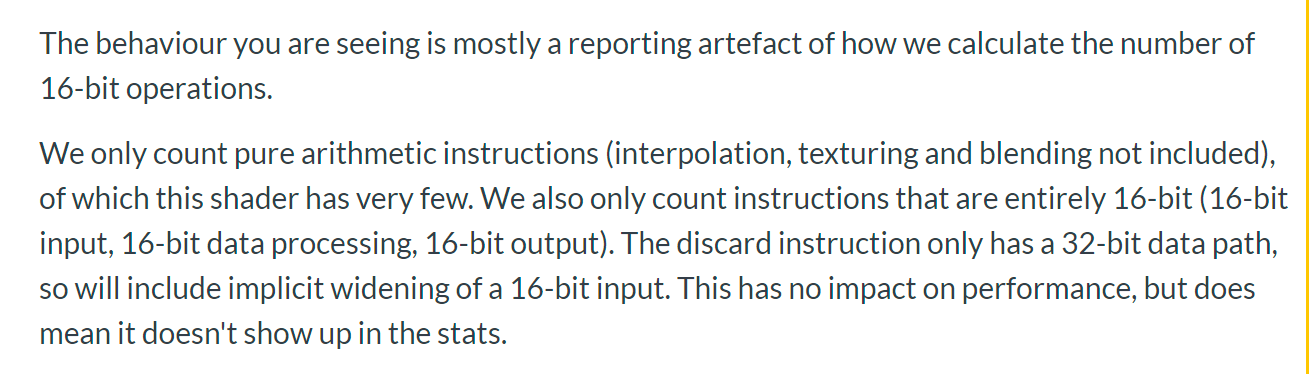 The behaviour you are seeing is mostly a reporting artefact of how we calculate the number of
16-bit operations.
We only count pure arithmetic instructions (interpolation, texturing and blending not included),
of which this shader has very few. We also only count instructions that are entirely 16-bit (16-bit
input, 16-bit data processing, 16-bit output). The discard instruction only has a 32-bit data path,
so will include implicit widening of a 16-bit input. This has no impact on performance, but does
mean it doesn't show up in the stats.